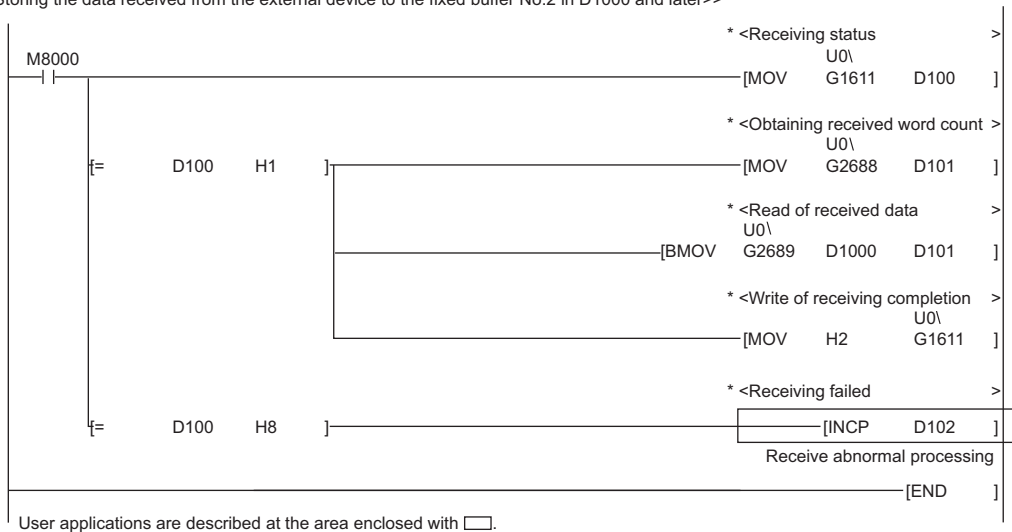 Storing the data received from the external device to the fixed buffer No.2 in D1000 and later>>
* <Receiving status >
M8000
U0\
[MOV G1611 D100 ]
* <Obtaining received word count >
U0\
[= D100 H1 ] [MOV G2688 D101 ]
* <Read of received data >
U0\
[BMOV G2689 D1000 D101 ]
* <Write of receiving completion >
U0\
[MOV H2 G1611 ]
* <Receiving failed >
[= D100 H8 ] [INCP D102 ]
Receive abnormal processing
[END ]
User applications are described at the area enclosed with .